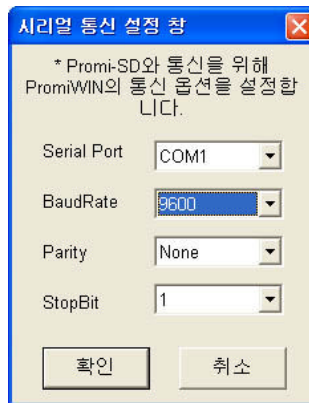 시리얼 통신 설정 창
* Promi-SD와 통신을 위해
PromiWIN의 통신 옵션을 설정합
니다.
Serial Port COM1
BaudRate 9600
Parity None
StopBit 1
확인 취소